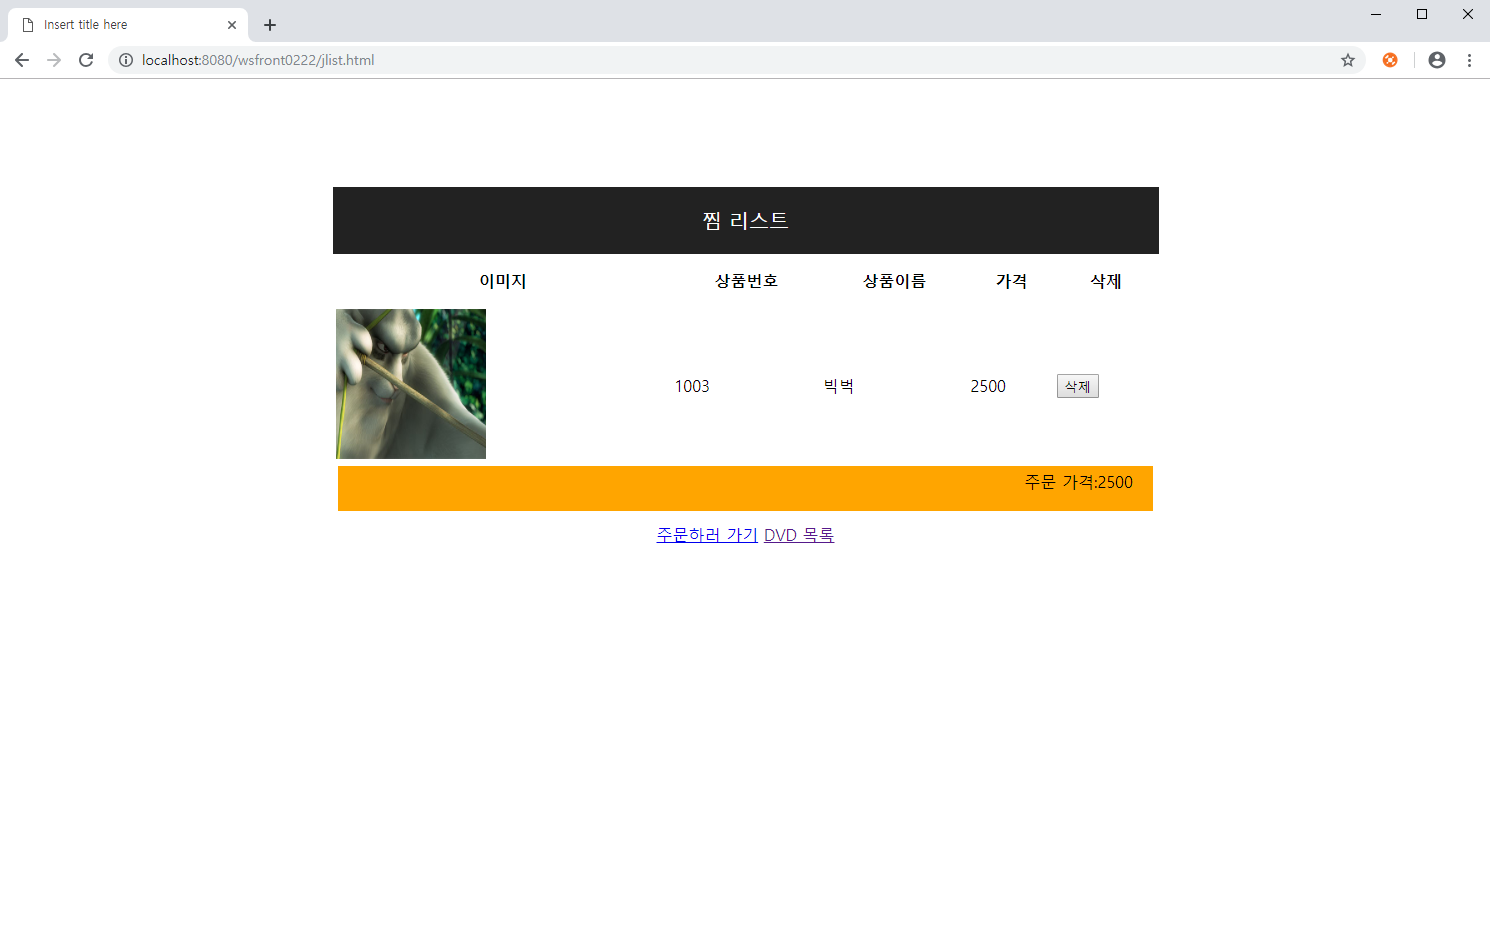 Insert title here
localhost:8080/wsfront0222/jlist.html
찜 리스트
이미지 상품번호 상품이름 가격 삭제
1003 빅벅 2500 삭제
주문 가격:2500
주문하러 가기 DVD 목록